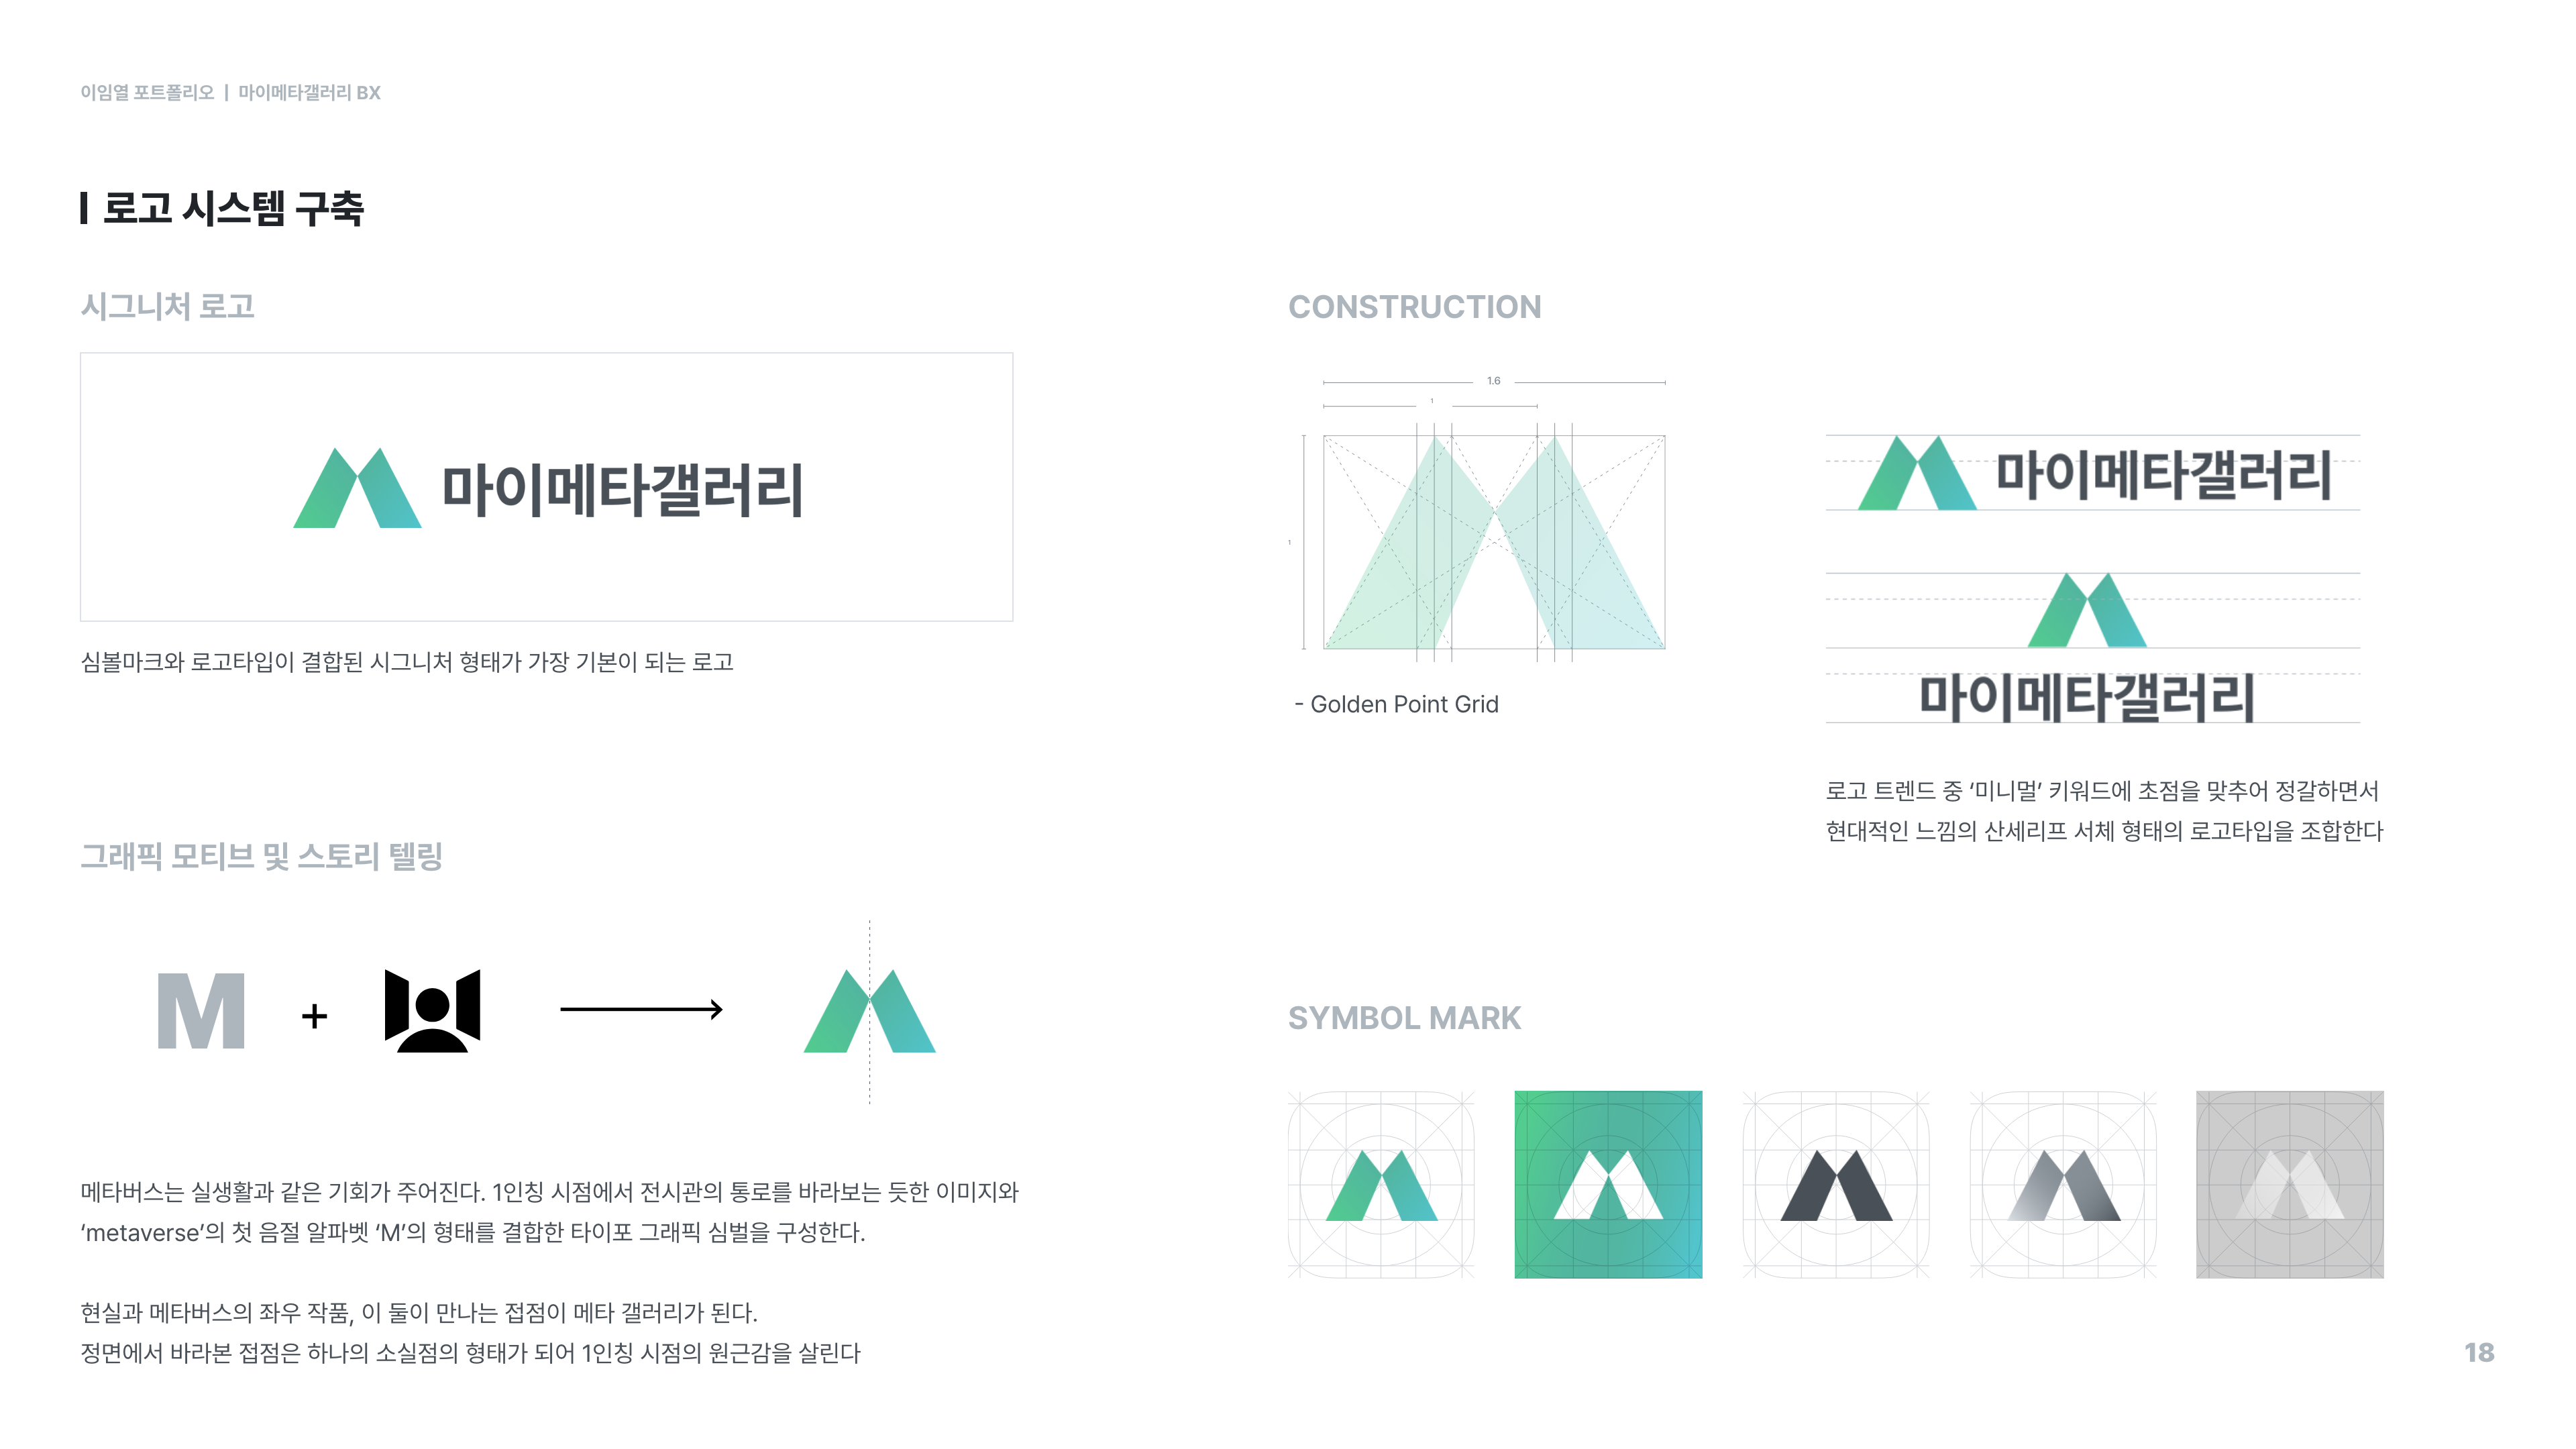 이임열 포트폴리오 | 마이메타갤러리 BX
로고 시스템 구축
시그니처 로고
마이메타갤러리
심볼마크와 로고타입이 결합된 시그니처 형태가 가장 기본이 되는 로고
그래픽 모티브 및 스토리 텔링
M +
메타버스는 실생활과 같은 기회가 주어진다. 1인칭 시점에서 전시관의 통로를 바라보는 듯한 이미지와
‘metaverse’의 첫 음절 알파벳 ‘M’의 형태를 결합한 타이포 그래픽 심벌을 구성한다.
현실과 메타버스의 좌우 작품, 이 둘이 만나는 접점이 메타 갤러리가 된다.
정면에서 바라본 접점은 하나의 소실점의 형태가 되어 1인칭 시점의 원근감을 살린다
CONSTRUCTION
1.6
1
1
- Golden Point Grid
마이메타갤러리
마이메타갤러리
로고 트렌드 중 ‘미니멀’ 키워드에 초점을 맞추어 정갈하면서
현대적인 느낌의 산세리프 서체 형태의 로고타입을 조합한다
SYMBOL MARK
18